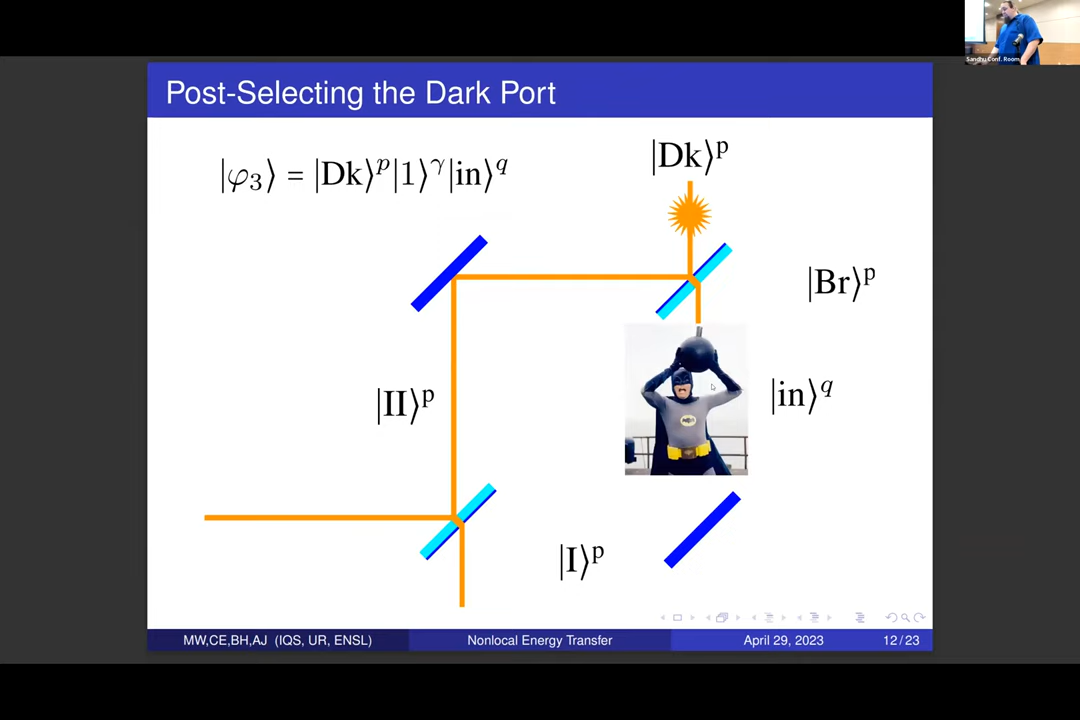 Sandhu Conf. Room
Post-Selecting the Dark Port
|φ₃⟩ = |Dk⟩ᵖ|1⟩ᵞ|in⟩^q
|Dk⟩ᵖ
|Br⟩ᵖ
|II⟩ᵖ
|in⟩^q
|I⟩ᵖ
MW,CE,BH,AJ (IQS, UR, ENSL)
Nonlocal Energy Transfer
April 29, 2023
12 / 23